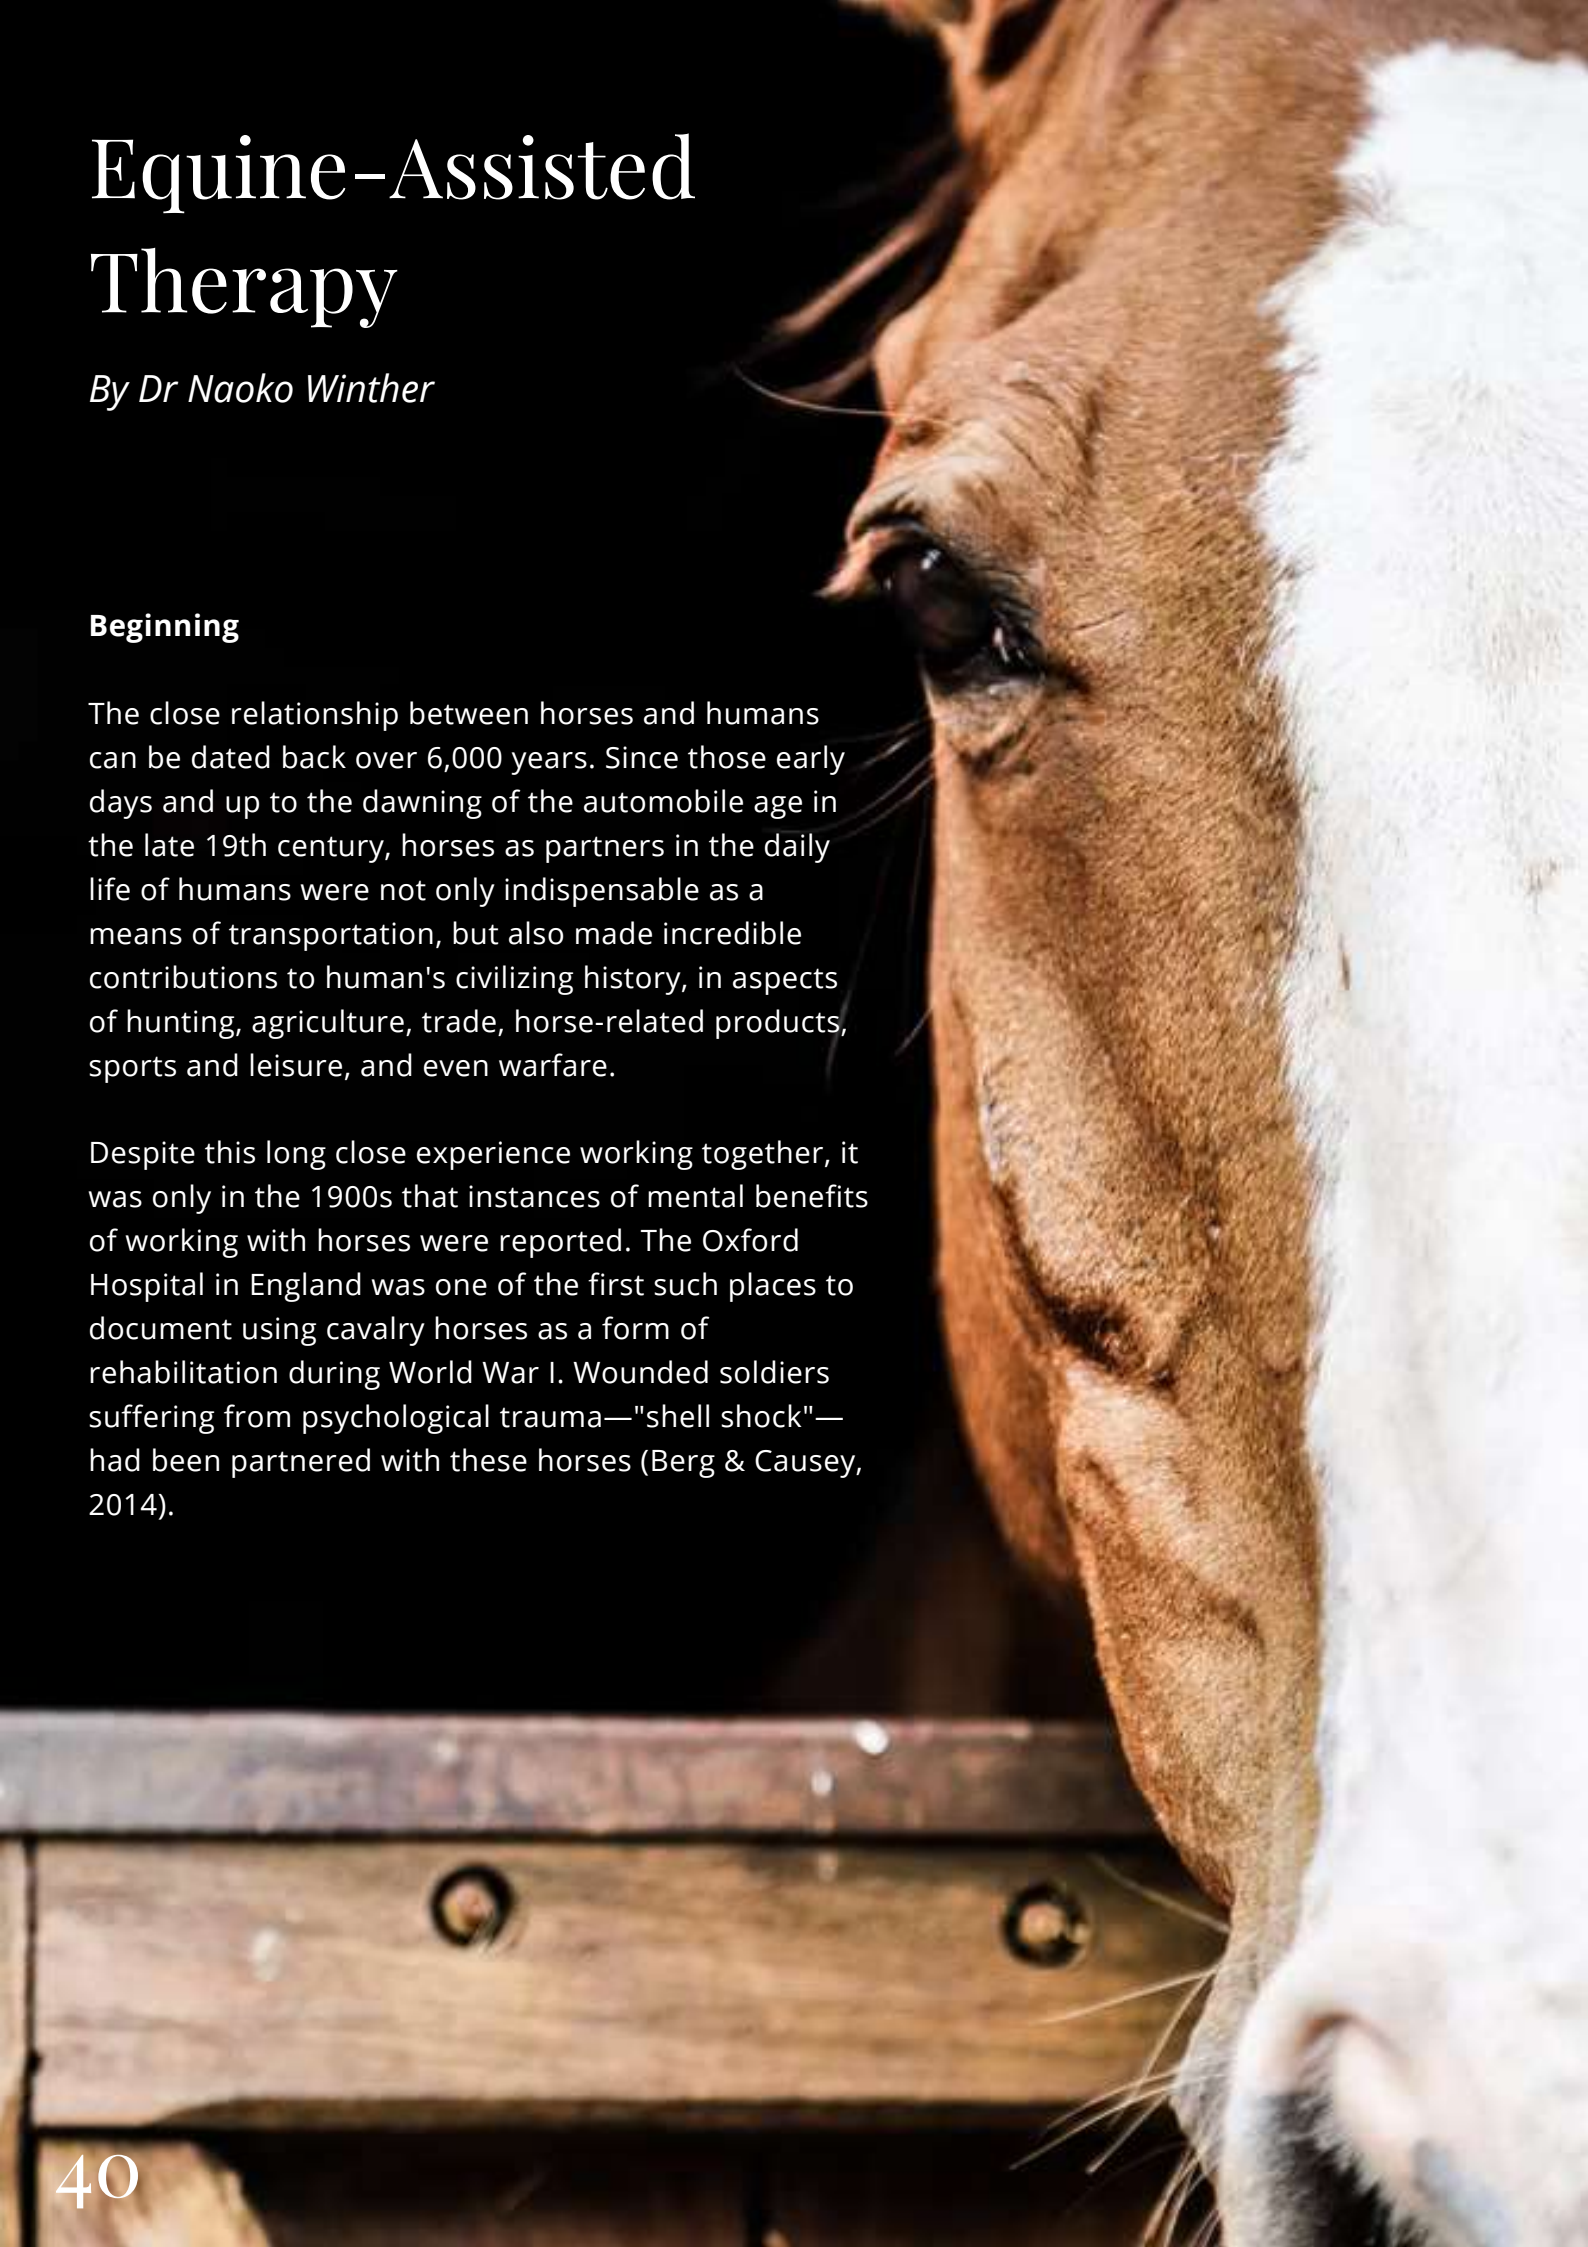 Equine-Assisted
Therapy
By Dr Naoko Winther
Beginning
The close relationship between horses and humans
can be dated back over 6,000 years. Since those early
days and up to the dawning of the automobile age in
the late 19th century, horses as partners in the daily
life of humans were not only indispensable as a
means of transportation, but also made incredible
contributions to human's civilizing history, in aspects
of hunting, agriculture, trade, horse-related products,
sports and leisure, and even warfare.
Despite this long close experience working together, it
was only in the 1900s that instances of mental benefits
of working with horses were reported. The Oxford
Hospital in England was one of the first such places to
document using cavalry horses as a form of
rehabilitation during World War I. Wounded soldiers
suffering from psychological trauma—"shell shock"—
had been partnered with these horses (Berg & Causey,
2014).
40